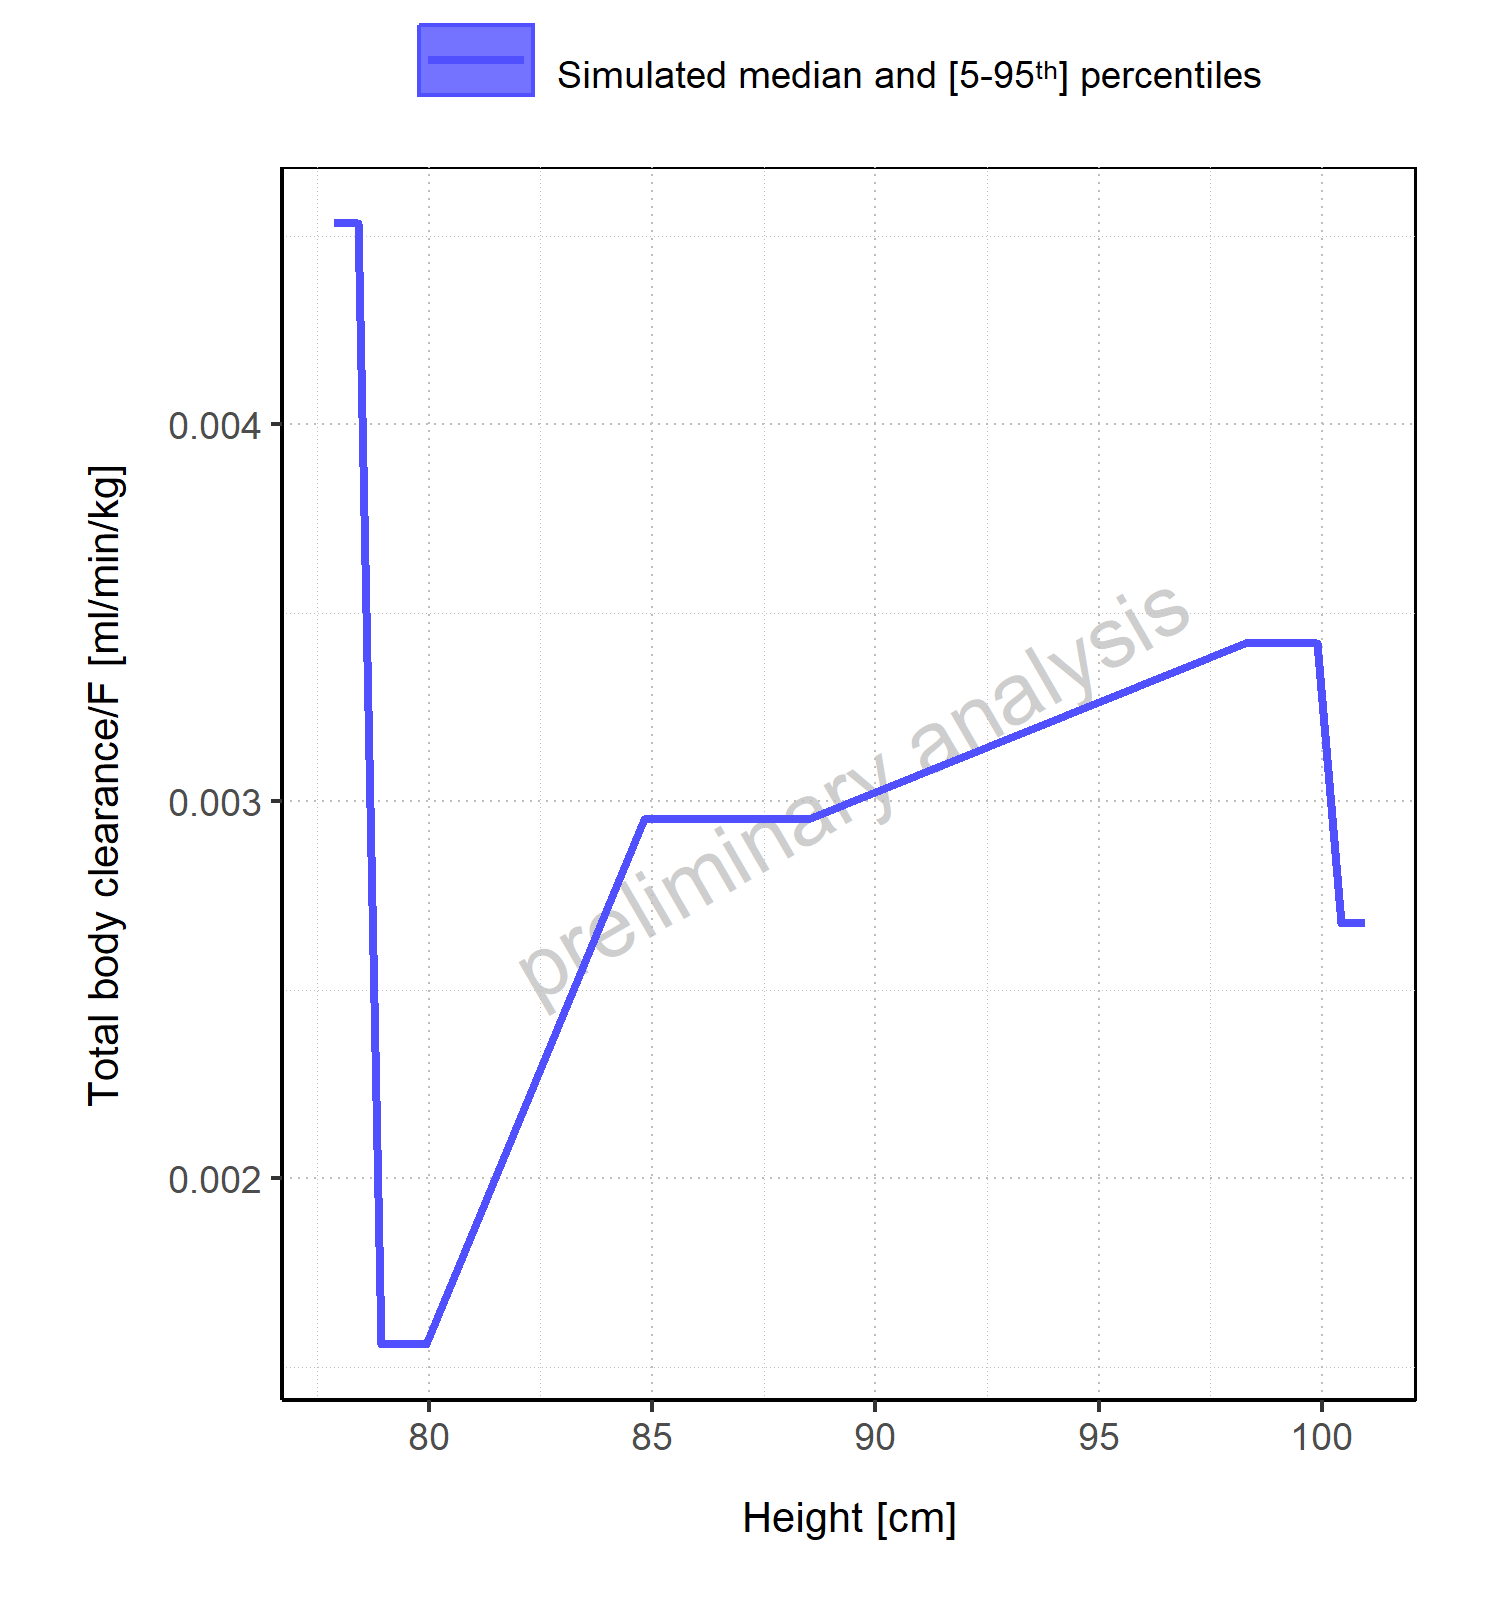 Simulated median and [5-95th] percentiles
0.004
0.003
0.002
Total body clearance/F [ml/min/kg]
preliminary analysis
80 85 90 95 100
Height [cm]